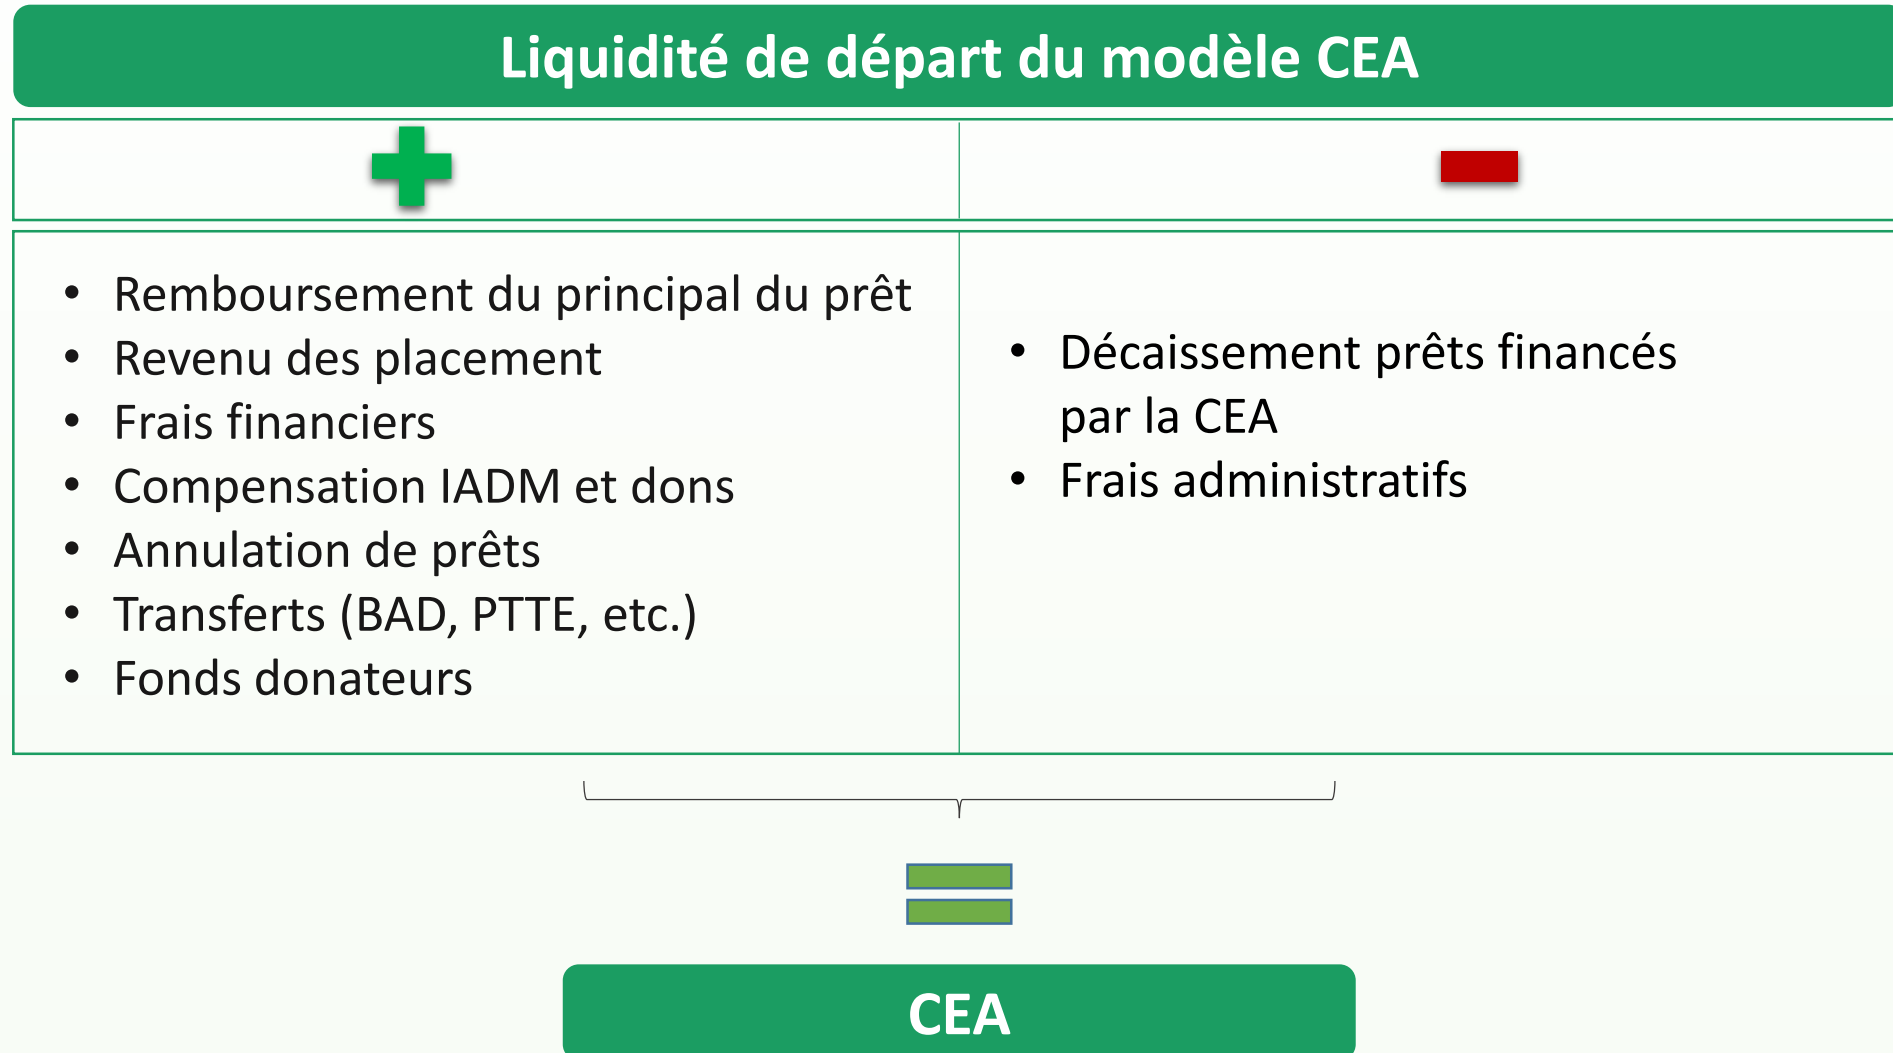 Liquidité de départ du modèle CEA
• Remboursement du principal du prêt
• Revenu des placement
• Frais financiers
• Compensation IADM et dons
• Annulation de prêts
• Transferts (BAD, PTTE, etc.)
• Fonds donateurs
• Décaissement prêts financés
par la CEA
• Frais administratifs
CEA